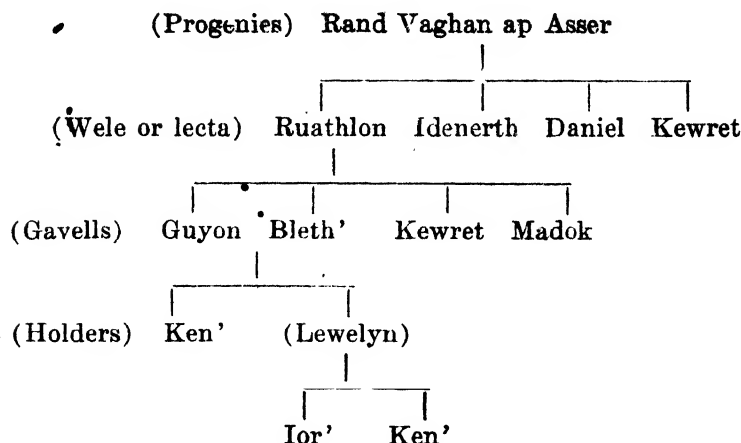 (Progenies) Rand Vaghan ap Asser
(Wele or lecta) Ruathlon Idenerth Daniel Kewret
(Gavells) Guyon Bleth' Kewret Madok
(Holders) Ken' (Lewelyn)
Ior' Ken'